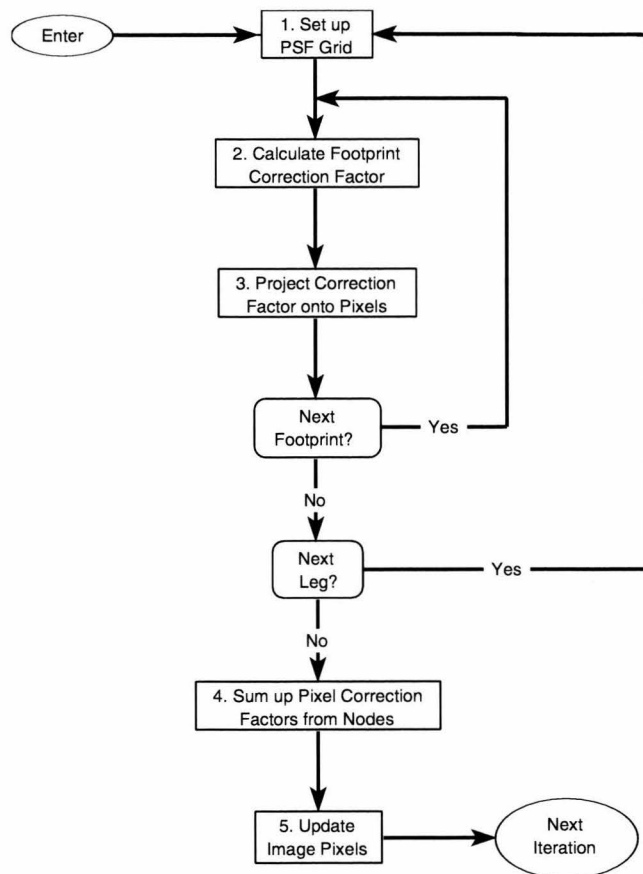 Enter
1. Set up
PSF Grid
2. Calculate Footprint
Correction Factor
3. Project Correction
Factor onto Pixels
Next
Footprint?
Yes
No
Next
Leg?
Yes
No
4. Sum up Pixel Correction
Factors from Nodes
5. Update
Image Pixels
Next
Iteration